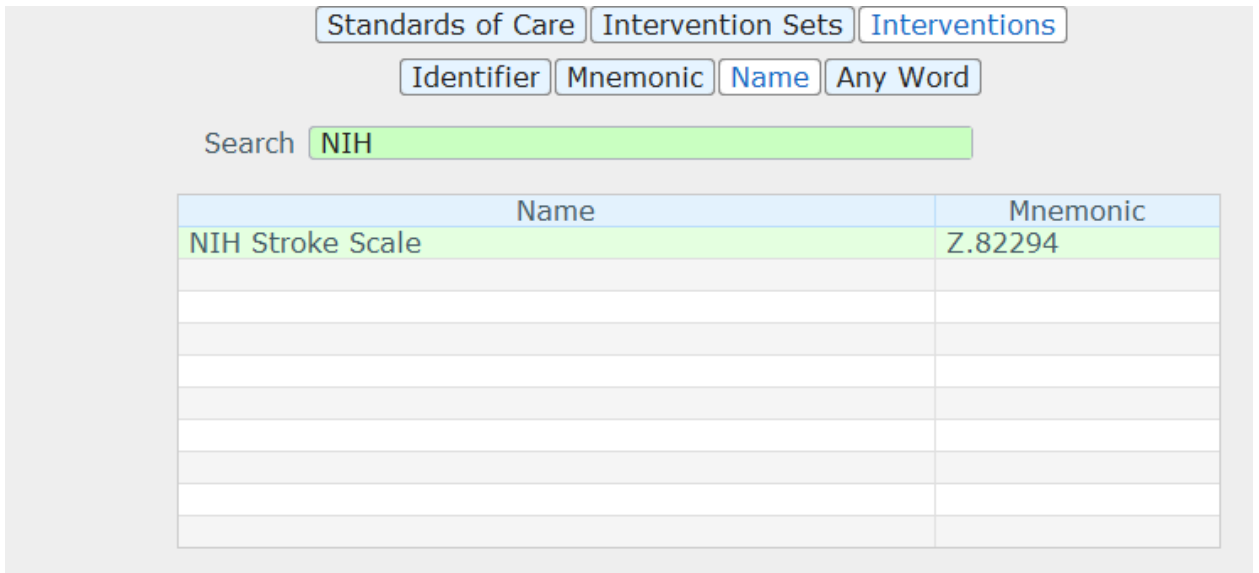 Standards of Care Intervention Sets Interventions
Identifier Mnemonic Name Any Word
Search NIH
Name Mnemonic
NIH Stroke Scale Z.82294